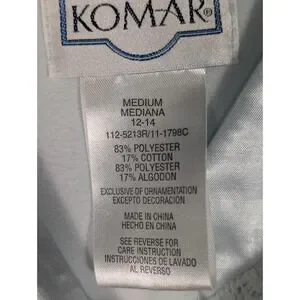 KOMAR®
MEDIUM
MEDIANA
12-14
112-5213R/11-1798C
83% POLYESTER
17% COTTON
83% POLYESTER
17% ALGODON
EXCLUSIVE OF ORNAMENTATION
EXCEPTO DECORACION
MADE IN CHINA
HECHO EN CHINA
SEE REVERSE FOR
CARE INSTRUCTION
INSTRUCCIONES DE LAVADO
AL REVERSO